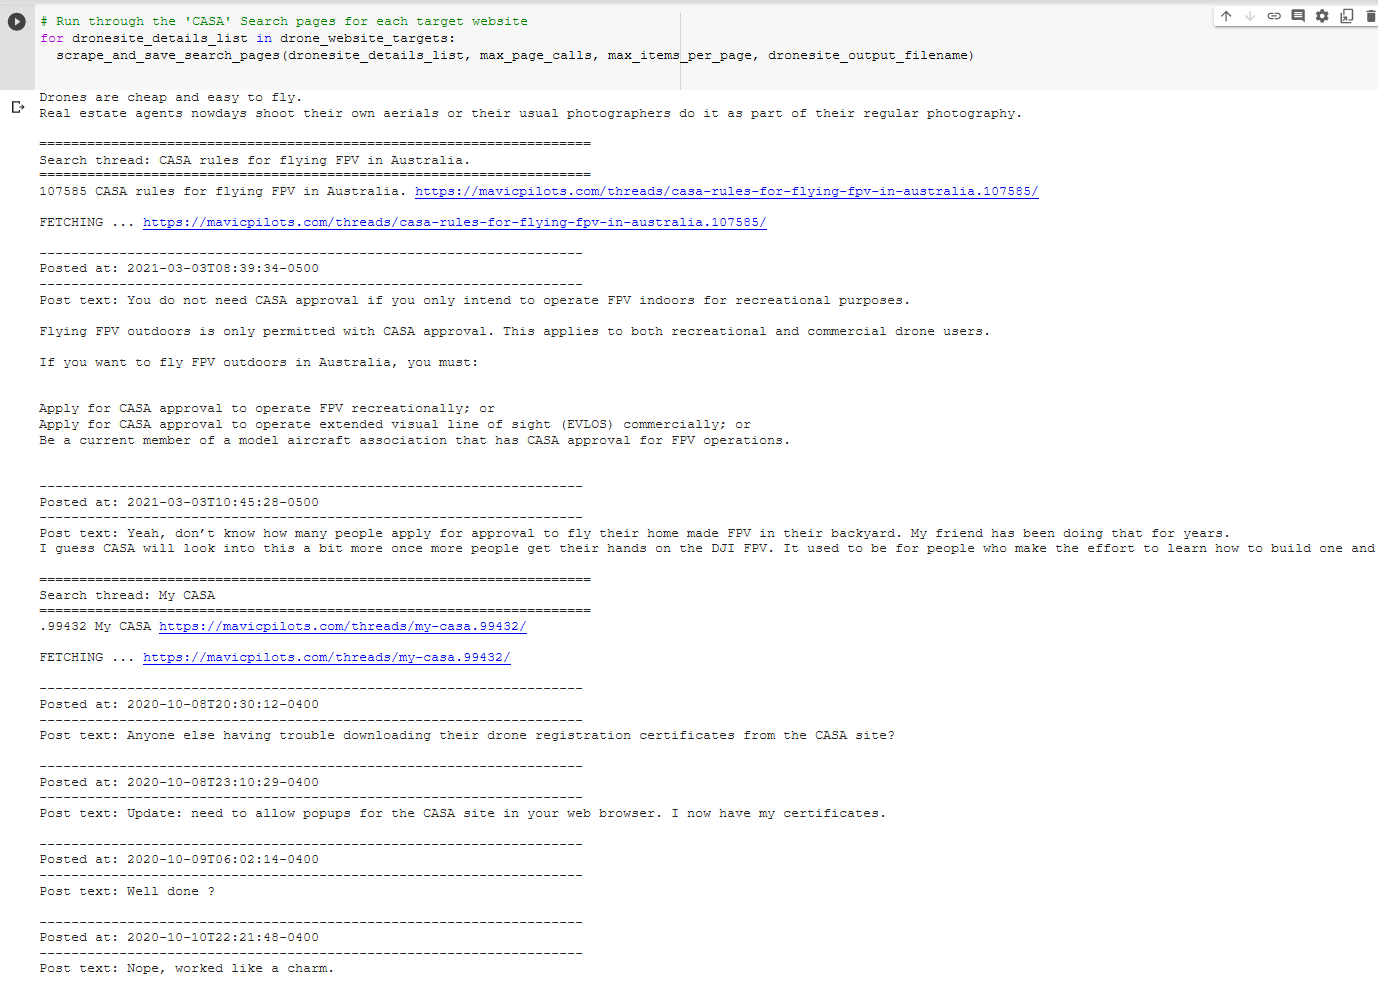 # Run through the 'CASA' Search pages for each target website
for dronesite_details_list in drone_website_targets:
  scrape_and_save_search_pages(dronesite_details_list, max_page_calls, max_items_per_page, dronesite_output_filename)
Drones are cheap and easy to fly.
Real estate agents nowdays shoot their own aerials or their usual photographers do it as part of their regular photography.
=====================================================================
Search thread: CASA rules for flying FPV in Australia.
=====================================================================
107585 CASA rules for flying FPV in Australia. https://mavicpilots.com/threads/casa-rules-for-flying-fpv-in-australia.107585/
FETCHING ... https://mavicpilots.com/threads/casa-rules-for-flying-fpv-in-australia.107585/
--------------------------------------------------------------------
Posted at: 2021-03-03T08:39:34-0500
--------------------------------------------------------------------
Post text: You do not need CASA approval if you only intend to operate FPV indoors for recreational purposes.
Flying FPV outdoors is only permitted with CASA approval. This applies to both recreational and commercial drone users.
If you want to fly FPV outdoors in Australia, you must:
Apply for CASA approval to operate FPV recreationally; or
Apply for CASA approval to operate extended visual line of sight (EVLOS) commercially; or
Be a current member of a model aircraft association that has CASA approval for FPV operations.
--------------------------------------------------------------------
Posted at: 2021-03-03T10:45:28-0500
--------------------------------------------------------------------
Post text: Yeah, don’t know how many people apply for approval to fly their home made FPV in their backyard. My friend has been doing that for years.
I guess CASA will look into this a bit more once more people get their hands on the DJI FPV. It used to be for people who make the effort to learn how to build one and
=====================================================================
Search thread: My CASA
=====================================================================
.99432 My CASA https://mavicpilots.com/threads/my-casa.99432/
FETCHING ... https://mavicpilots.com/threads/my-casa.99432/
--------------------------------------------------------------------
Posted at: 2020-10-08T20:30:12-0400
--------------------------------------------------------------------
Post text: Anyone else having trouble downloading their drone registration certificates from the CASA site?
--------------------------------------------------------------------
Posted at: 2020-10-08T23:10:29-0400
--------------------------------------------------------------------
Post text: Update: need to allow popups for the CASA site in your web browser. I now have my certificates.
--------------------------------------------------------------------
Posted at: 2020-10-09T06:02:14-0400
--------------------------------------------------------------------
Post text: Well done ?
--------------------------------------------------------------------
Posted at: 2020-10-10T22:21:48-0400
--------------------------------------------------------------------
Post text: Nope, worked like a charm.